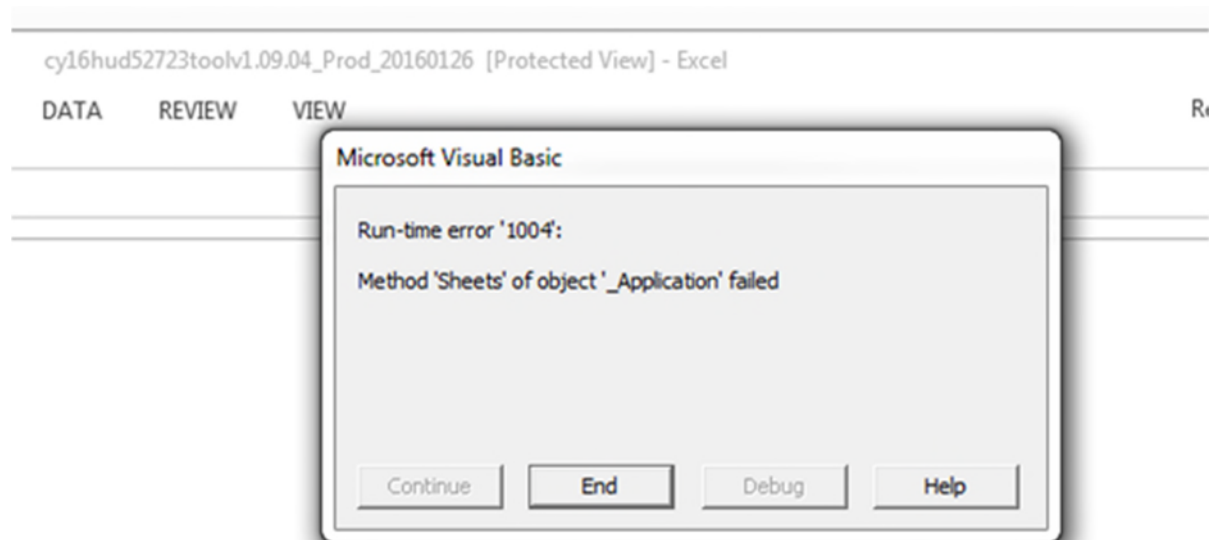 cy16hud52723toolv1.09.04_Prod_20160126 [Protected View] - Excel
DATA REVIEW VIEW Re
Microsoft Visual Basic
Run-time error '1004':
Method 'Sheets' of object '_Application' failed
Continue End Debug Help